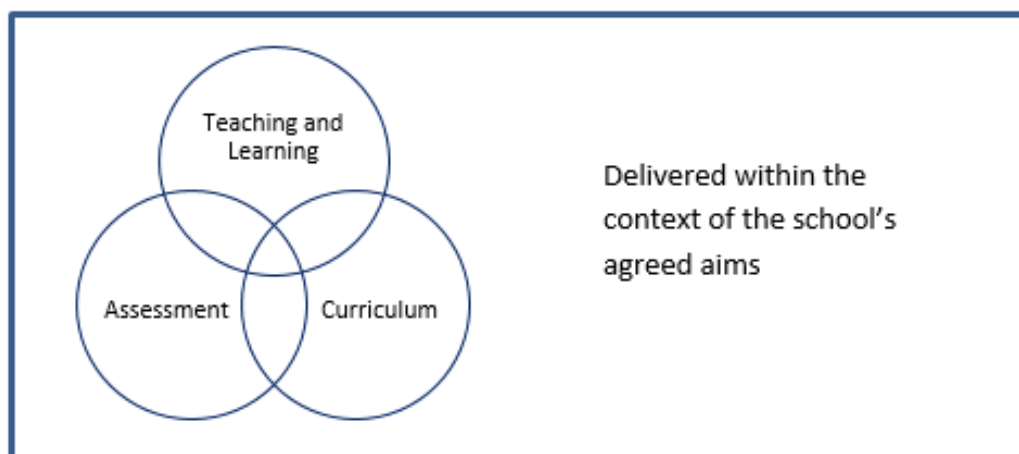 Teaching and
Learning
Assessment
Curriculum
Delivered within the
context of the school’s
agreed aims